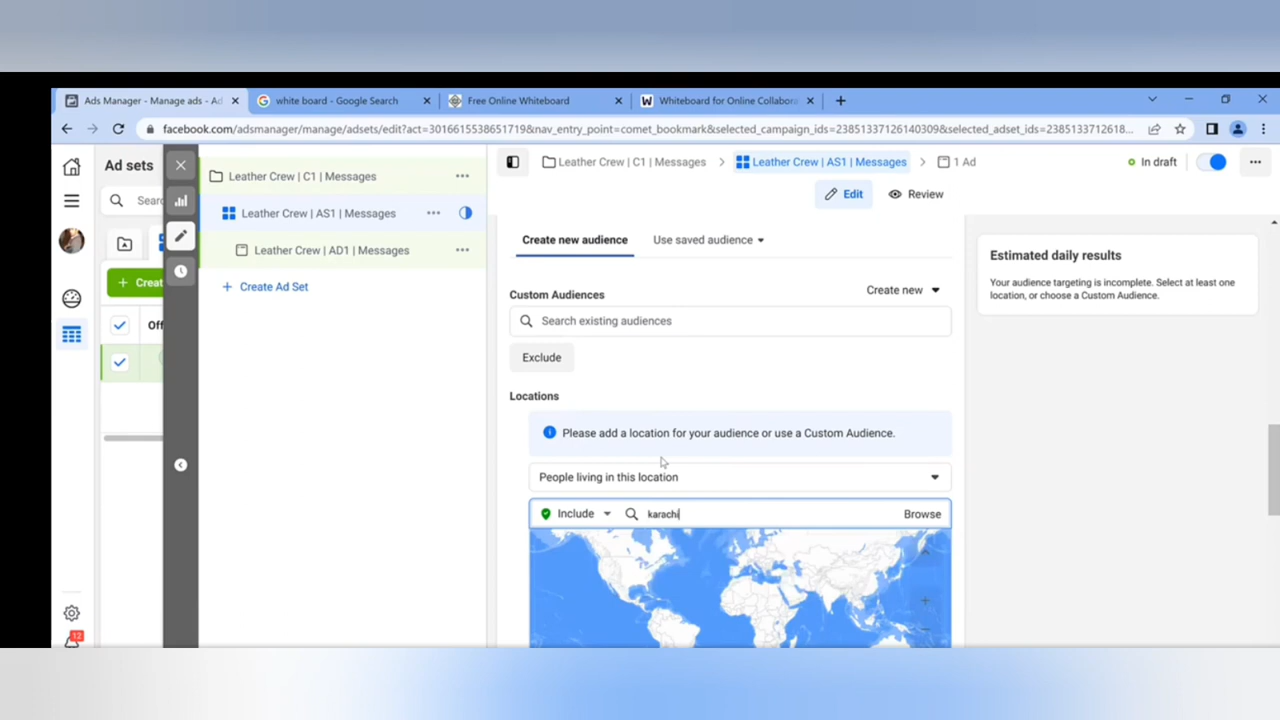 Ads Manager - Manage ads - Ad
white board - Google Search
Free Online Whiteboard
Whiteboard for Online Collabora
facebook.com/adsmanager/manage/adsets/edit?act=3016615538651719&nav_entry_point=comet_bookmark&selected_campaign_ids=23851337126140309&selected_adset_ids=2385133712618...
Ad sets
Leather Crew | C1 | Messages
Leather Crew | C1 | Messages
Leather Crew | AS1 | Messages
1 Ad
In draft
Edit
Review
Sear
Leather Crew | AS1 | Messages
Leather Crew | AD1 | Messages
Create Ad Set
+ Creat
Off
Create new audience
Use saved audience
Custom Audiences
Create new
Search existing audiences
Exclude
Locations
Please add a location for your audience or use a Custom Audience.
People living in this location
Include
karachi
Browse
Estimated daily results
Your audience targeting is incomplete. Select at least one
location, or choose a Custom Audience.
12